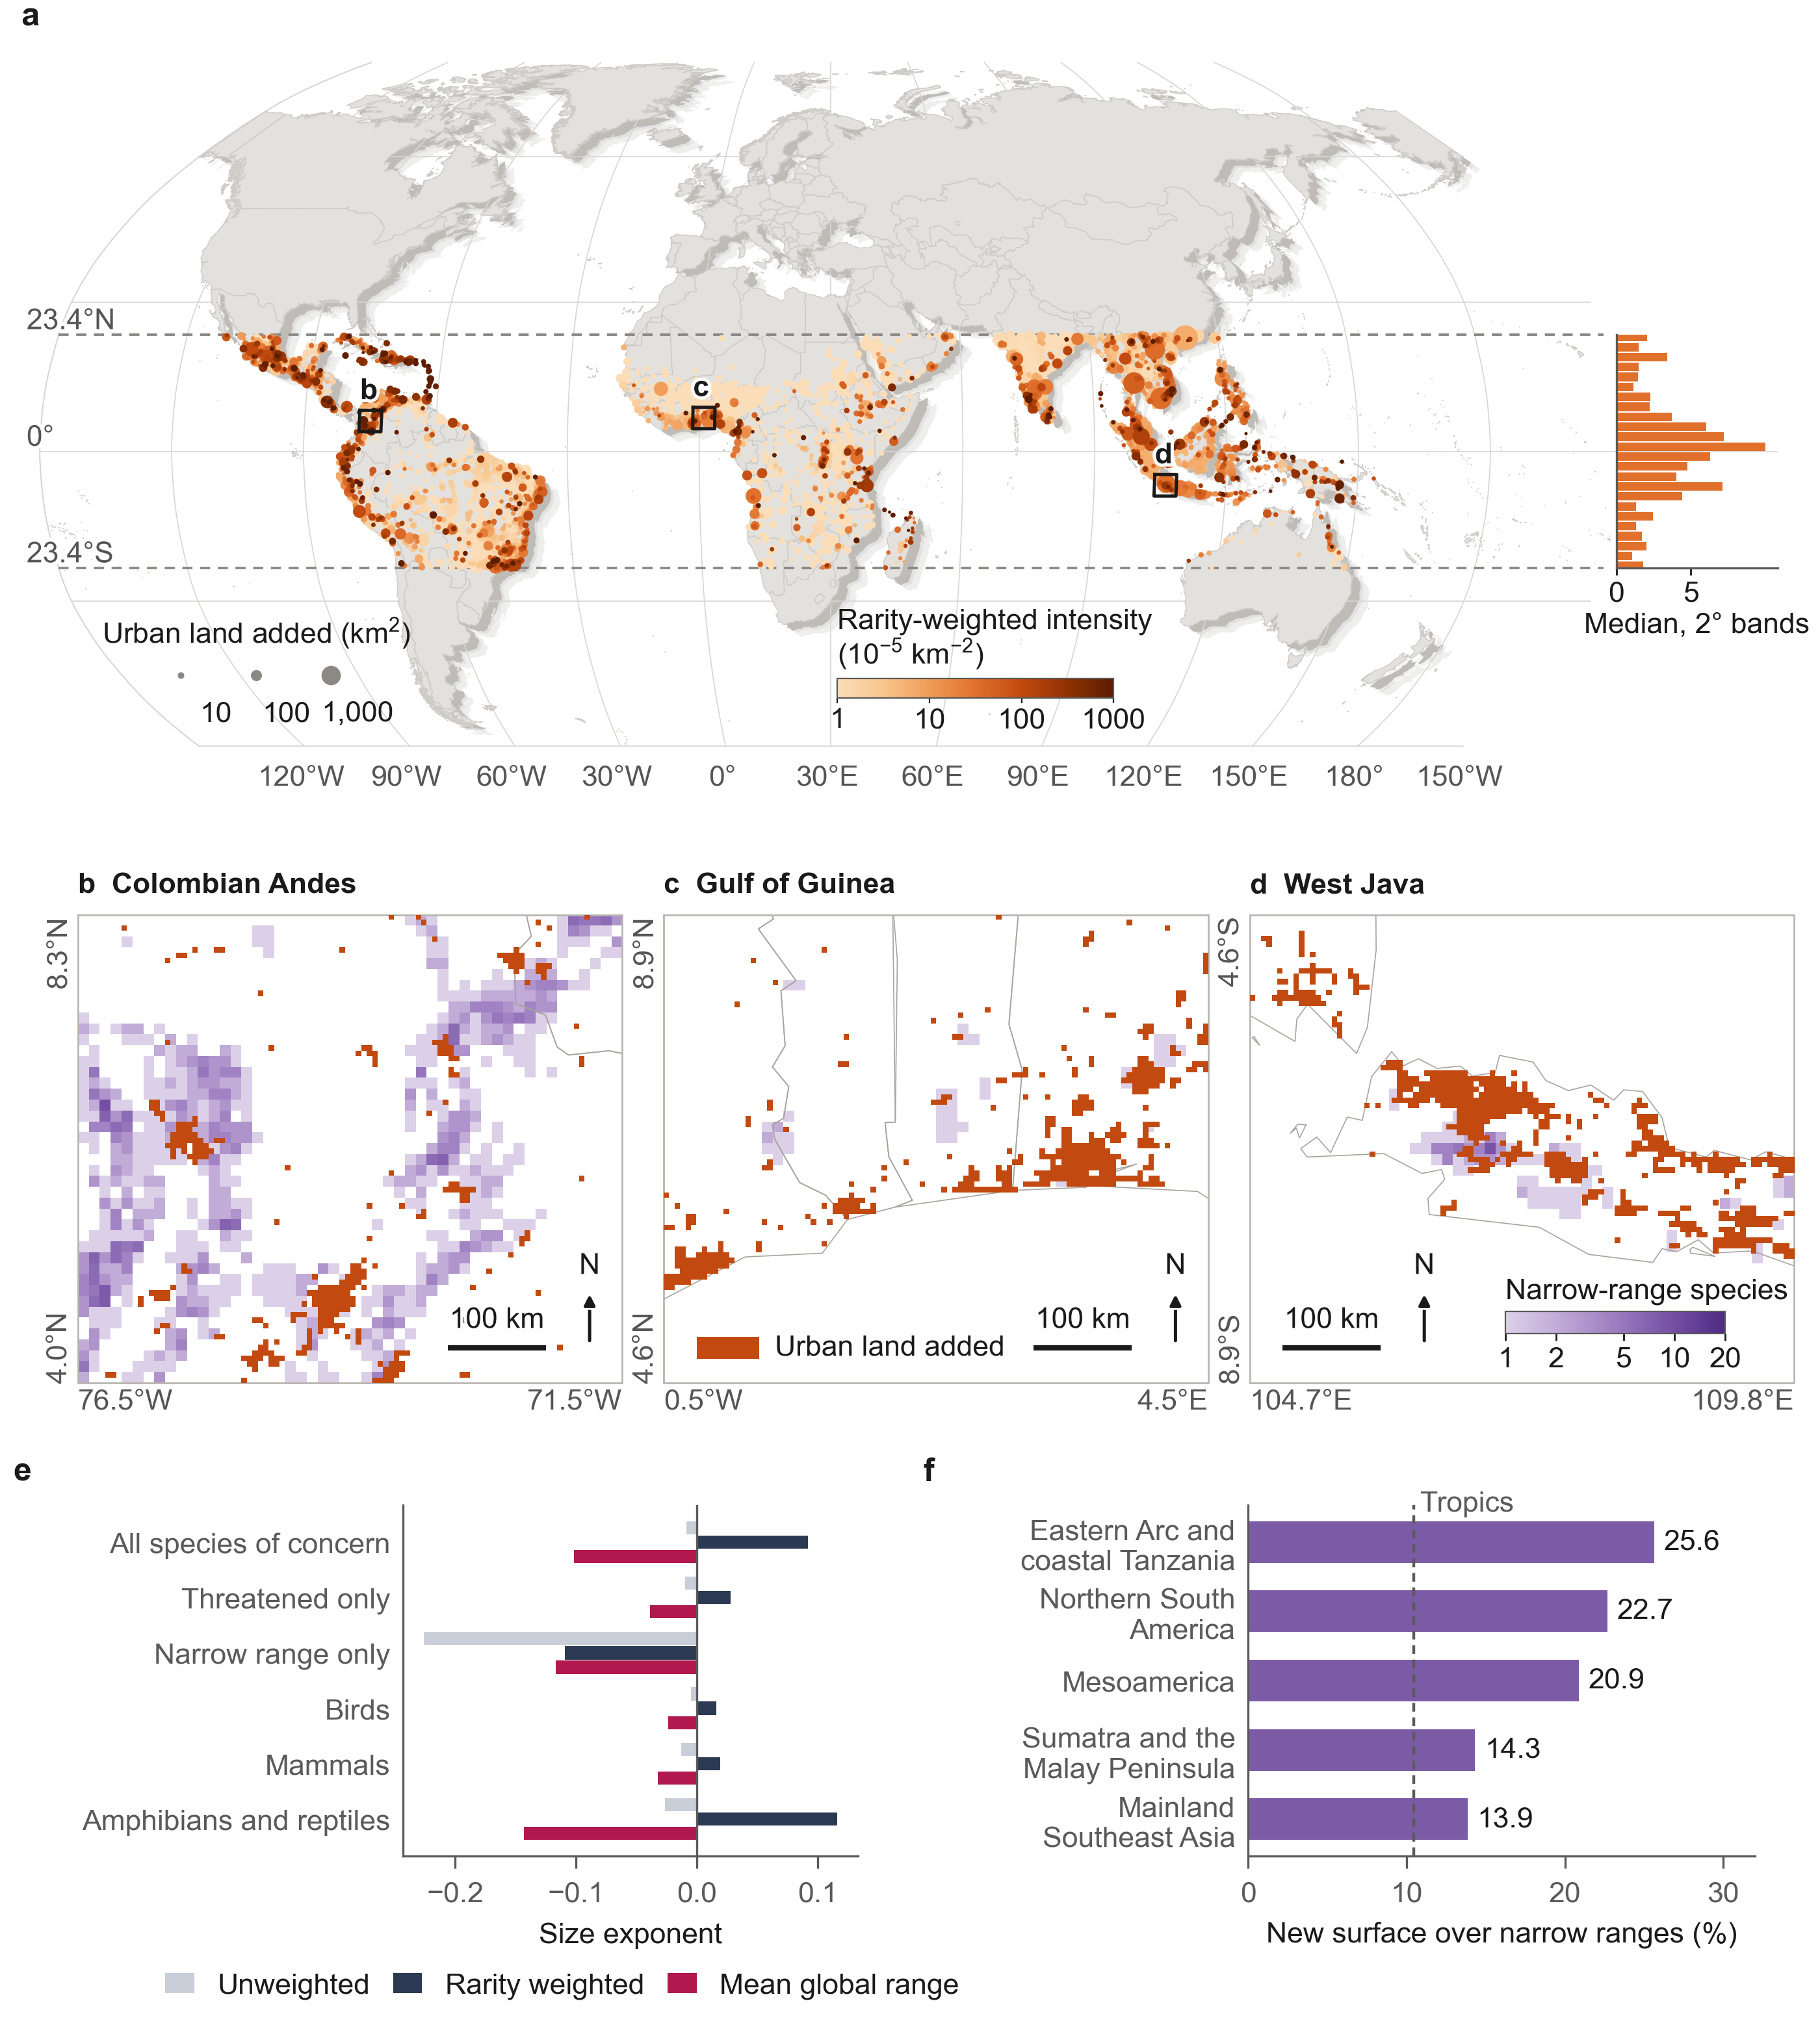 a
23.4°N
0°
23.4°S
b
c
d
Urban land added (km²)
10 100 1,000
Rarity-weighted intensity
(10⁻⁵ km⁻²)
1 10 100 1000
0 5
Median, 2° bands
120°W 90°W 60°W 30°W 0° 30°E 60°E 90°E 120°E 150°E 180° 150°W
b Colombian Andes
8.3°N
4.0°N
76.5°W 71.5°W
100 km
N
c Gulf of Guinea
8.9°N
4.6°N
0.5°W 4.5°E
Urban land added
100 km
N
d West Java
4.6°S
8.9°S
104.7°E 109.8°E
100 km
N
Narrow-range species
1 2 5 10 20
e
All species of concern
Threatened only
Narrow range only
Birds
Mammals
Amphibians and reptiles
−0.2 −0.1 0.0 0.1
Size exponent
Unweighted Rarity weighted Mean global range
f
Tropics
Eastern Arc and
coastal Tanzania
25.6
Northern South
America
22.7
Mesoamerica
20.9
Sumatra and the
Malay Peninsula
14.3
Mainland
Southeast Asia
13.9
0 10 20 30
New surface over narrow ranges (%)